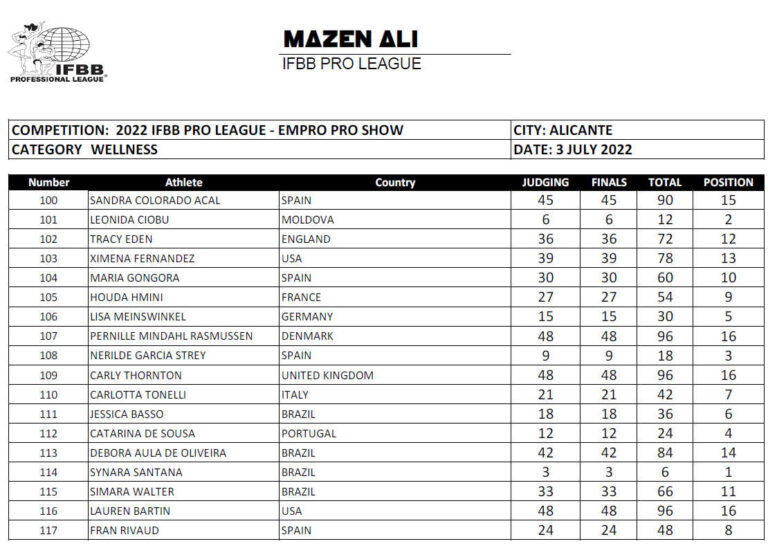 IFBB
PROFESSIONAL LEAGUE®
MAZEN ALI
IFBB PRO LEAGUE
COMPETITION: 2022 IFBB PRO LEAGUE - EMPRO PRO SHOW CITY: ALICANTE
CATEGORY WELLNESS DATE: 3 JULY 2022
Number Athlete Country JUDGING FINALS TOTAL POSITION
100 SANDRA COLORADO ACAL SPAIN 45 45 90 15
101 LEONIDA CIOBU MOLDOVA 6 6 12 2
102 TRACY EDEN ENGLAND 36 36 72 12
103 XIMENA FERNANDEZ USA 39 39 78 13
104 MARIA GONGORA SPAIN 30 30 60 10
105 HOUDA HMINI FRANCE 27 27 54 9
106 LISA MEINSWINKEL GERMANY 15 15 30 5
107 PERNILLE MINDAHL RASMUSSEN DENMARK 48 48 96 16
108 NERILDE GARCIA STREY SPAIN 9 9 18 3
109 CARLY THORNTON UNITED KINGDOM 48 48 96 16
110 CARLOTTA TONELLI ITALY 21 21 42 7
111 JESSICA BASSO BRAZIL 18 18 36 6
112 CATARINA DE SOUSA PORTUGAL 12 12 24 4
113 DEBORA AULA DE OLIVEIRA BRAZIL 42 42 84 14
114 SYNARA SANTANA BRAZIL 3 3 6 1
115 SIMARA WALTER BRAZIL 33 33 66 11
116 LAUREN BARTIN USA 48 48 96 16
117 FRAN RIVAUD SPAIN 24 24 48 8